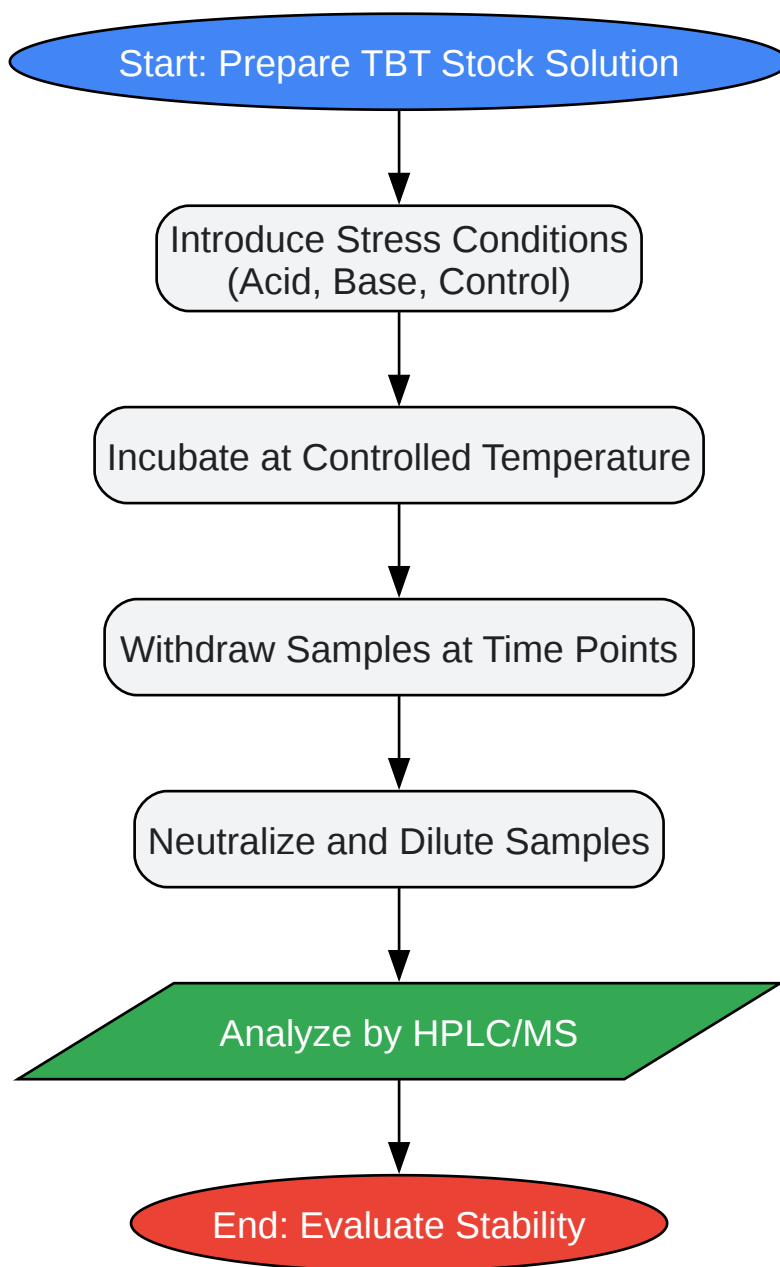 Start: Prepare TBT Stock Solution
Introduce Stress Conditions
(Acid, Base, Control)
Incubate at Controlled Temperature
Withdraw Samples at Time Points
Neutralize and Dilute Samples
Analyze by HPLC/MS
End: Evaluate Stability